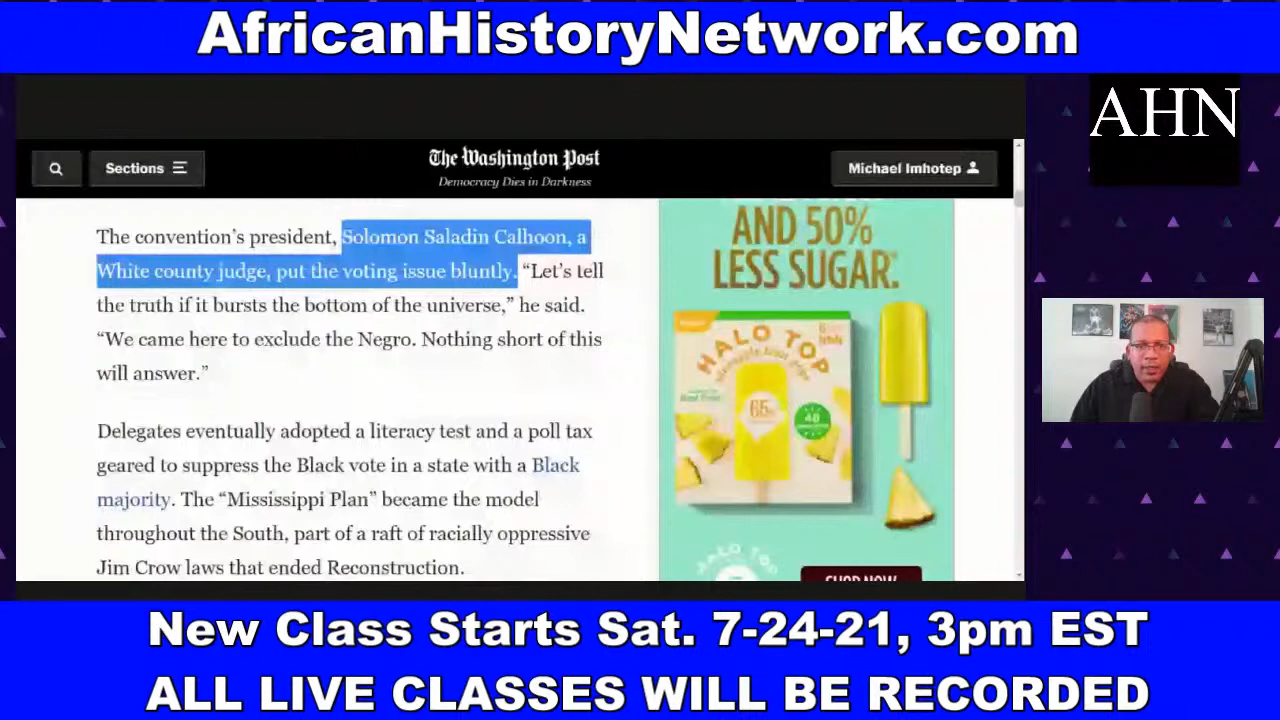 AfricanHistoryNetwork.com
AHN
Sections
The Washington Post
Democracy Dies in Darkness
Michael Imhotep
The convention's president, Solomon Saladin Calhoon, a
White county judge, put the voting issue bluntly. “Let's tell
the truth if it bursts the bottom of the universe,” he said.
“We came here to exclude the Negro. Nothing short of this
will answer.”
Delegates eventually adopted a literacy test and a poll tax
geared to suppress the Black vote in a state with a Black
majority. The “Mississippi Plan” became the model
throughout the South, part of a raft of racially oppressive
Jim Crow laws that ended Reconstruction.
AND 50%
LESS SUGAR.
HALO TOP
65
HALO TOP
SHOP NOW
New Class Starts Sat. 7-24-21, 3pm EST
ALL LIVE CLASSES WILL BE RECORDED